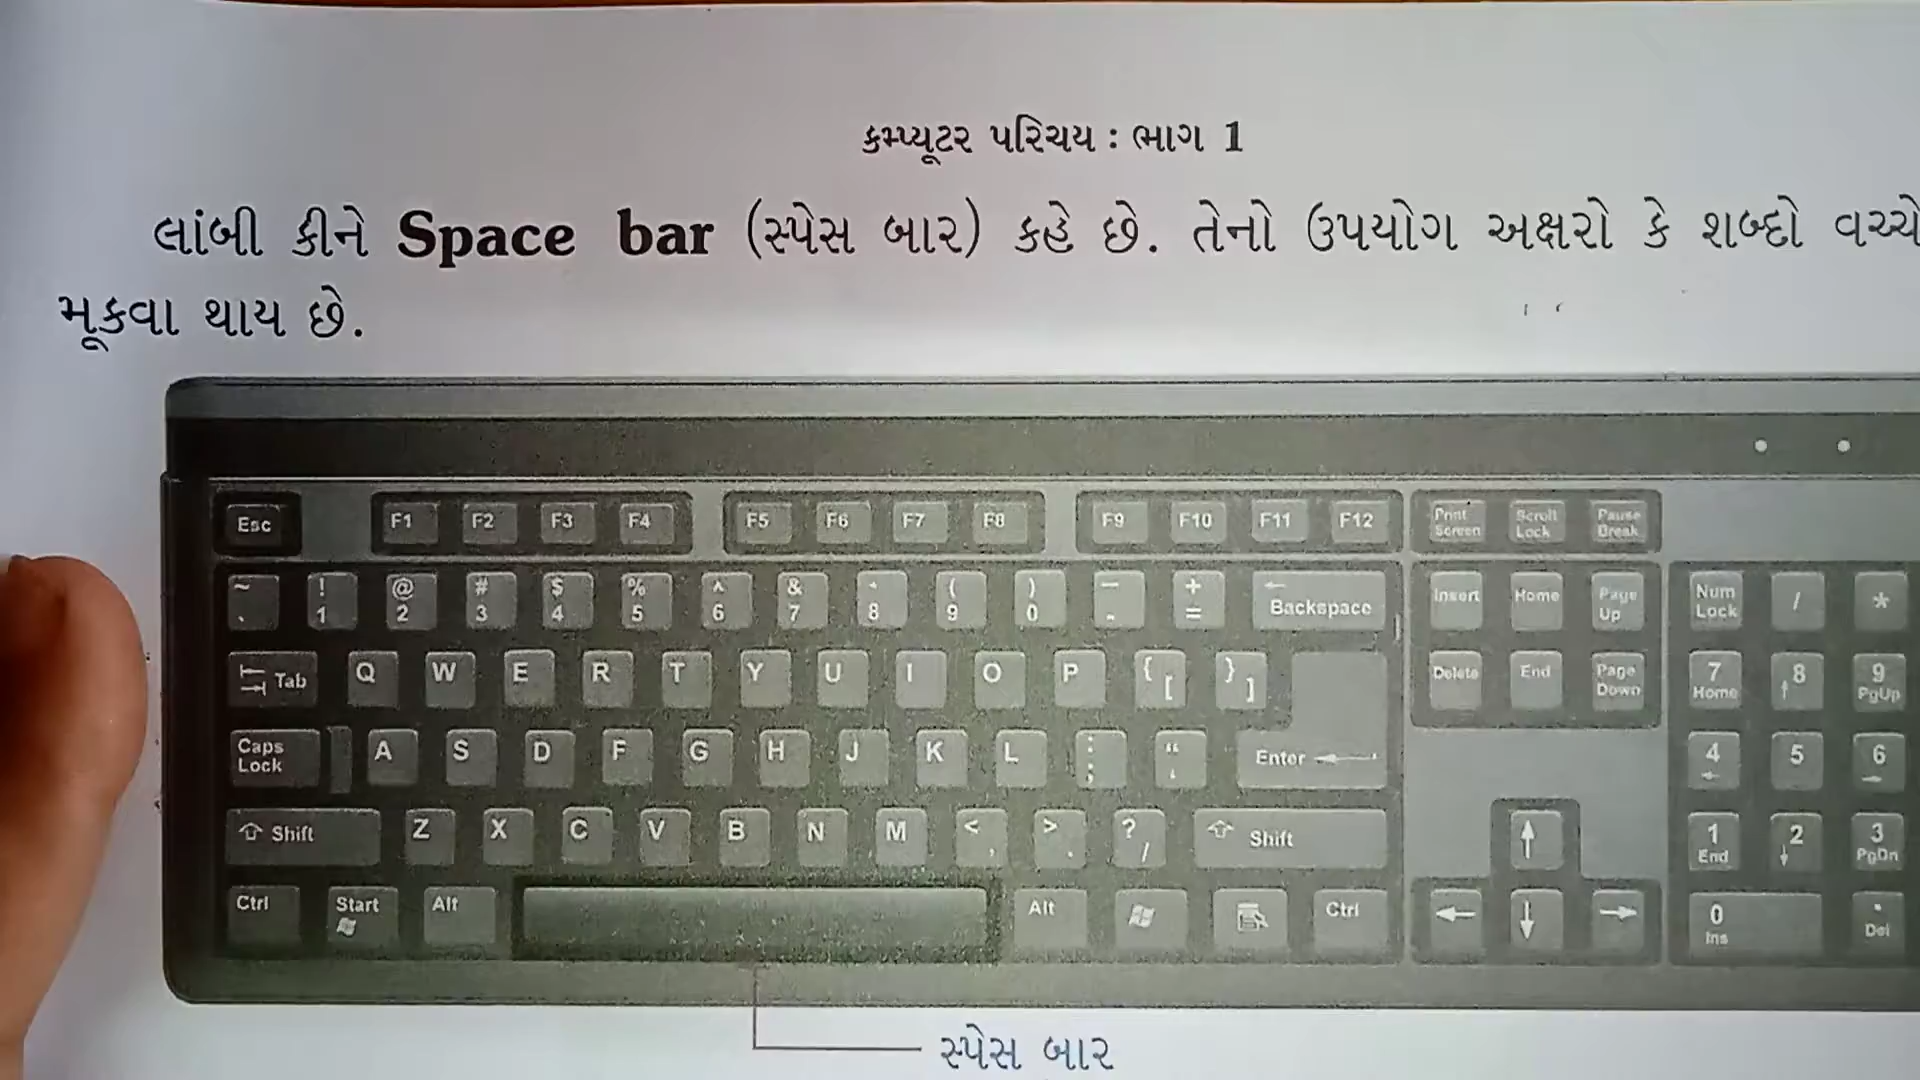 કમ્પ્યૂટર પરિચય : ભાગ 1
લાંબી કીને Space bar (સ્પેસ બાર) કહે છે. તેનો ઉપયોગ અક્ષરો કે શબ્દો વચ્ચે
મૂકવા થાય છે.
Esc F1 F2 F3 F4 F5 F6 F7 F8 F9 F10 F11 F12 Print Screen Scroll Lock Pause Break
~ ` ! 1 @ 2 # 3 $ 4 % 5 ^ 6 & 7 * 8 ( 9 ) 0 _ - + = ← Backspace Insert Home Page Up Num Lock / *
Tab Q W E R T Y U I O P { [ } ] Delete End Page Down 7 Home 8 ↑ 9 PgUp
Caps Lock A S D F G H J K L : ; “ ‘ Enter ← 4 ← 5 6 →
⇧ Shift Z X C V B N M < , > . ? / ⇧ Shift ↑ 1 End 2 ↓ 3 PgDn
Ctrl Start Alt Alt Ctrl ← ↓ → 0 Ins . Del
સ્પેસ બાર